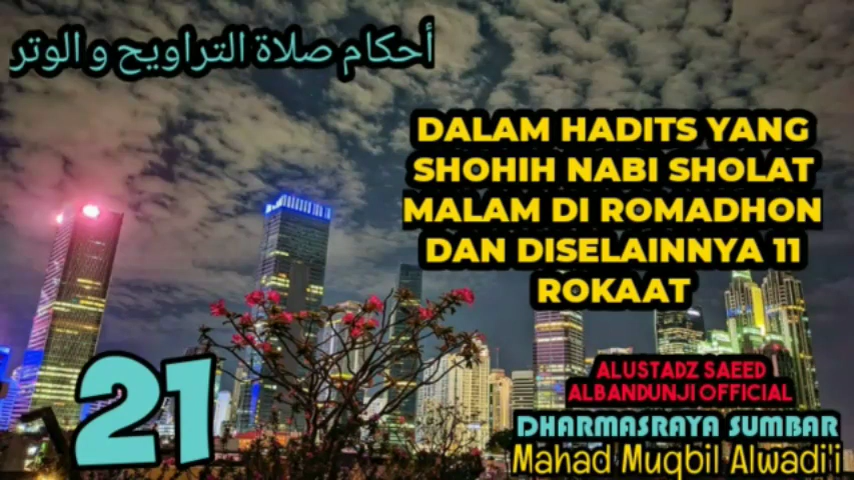 أحكام صلاة التراويح و الوتر
DALAM HADITS YANG
SHOHIH NABI SHOLAT
MALAM DI ROMADHON
DAN DISELAINNYA 11
ROKAAT
21
ALUSTADZ SAEED
ALBANDUNJI OFFICIAL
DHARMASRAYA SUMBAR
Mahad Muqbil Alwadi'i